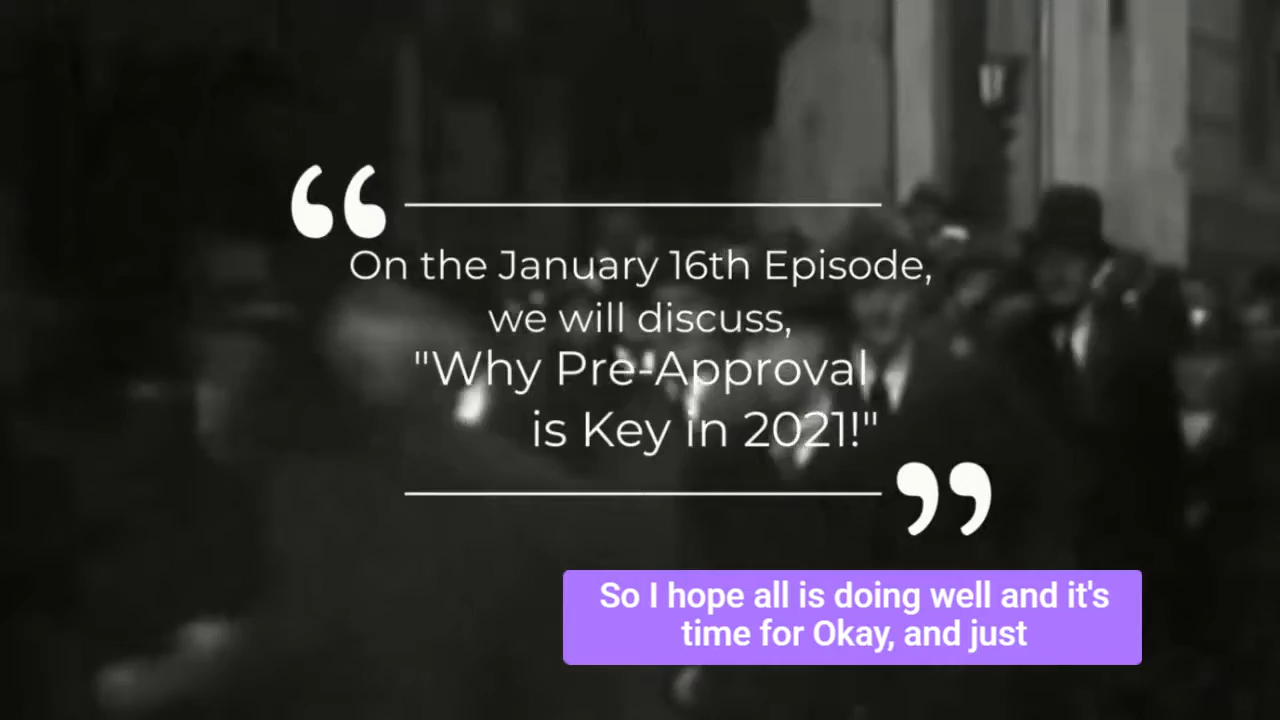 On the January 16th Episode,
we will discuss,
"Why Pre-Approval
is Key in 2021!"
So I hope all is doing well and it's
time for Okay, and just